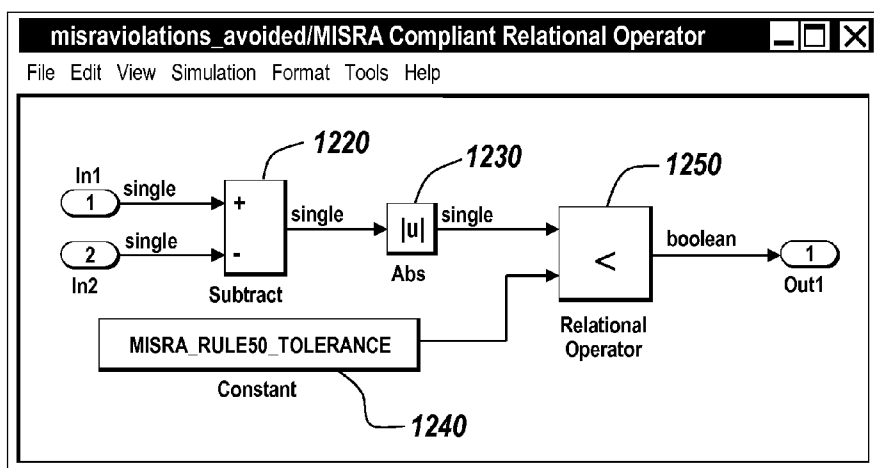 misraviolations_avoided/MISRA Compliant Relational Operator
File Edit View Simulation Format Tools Help
1220
1230
1250
In1
1
single
+
single
|u|
single
boolean
1
2
single
-
<
In2
Subtract
Abs
Out1
MISRA_RULE50_TOLERANCE
Relational
Operator
Constant
1240